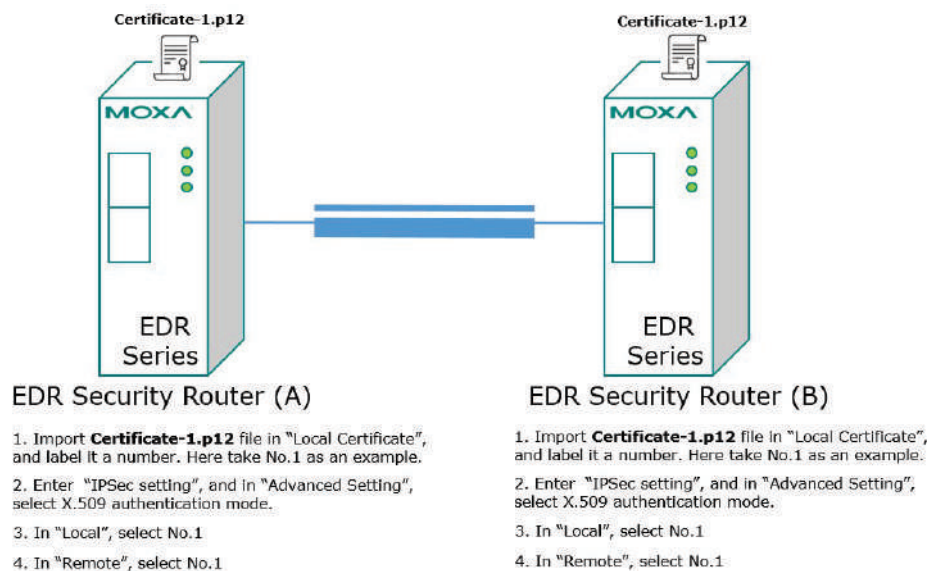 Certificate-1.p12
MOXA
EDR
Series
EDR Security Router (A)
1. Import Certificate-1.p12 file in "Local Certificate",
and label it a number. Here take No.1 as an example.
2. Enter "IPSec setting", and in "Advanced Setting",
select X.509 authentication mode.
3. In "Local", select No.1
4. In "Remote", select No.1
Certificate-1.p12
MOXA
EDR
Series
EDR Security Router (B)
1. Import Certificate-1.p12 file in "Local Certificate",
and label it a number. Here take No.1 as an example.
2. Enter "IPSec setting", and in "Advanced Setting",
select X.509 authentication mode.
3. In "Local", select No.1
4. In "Remote", select No.1